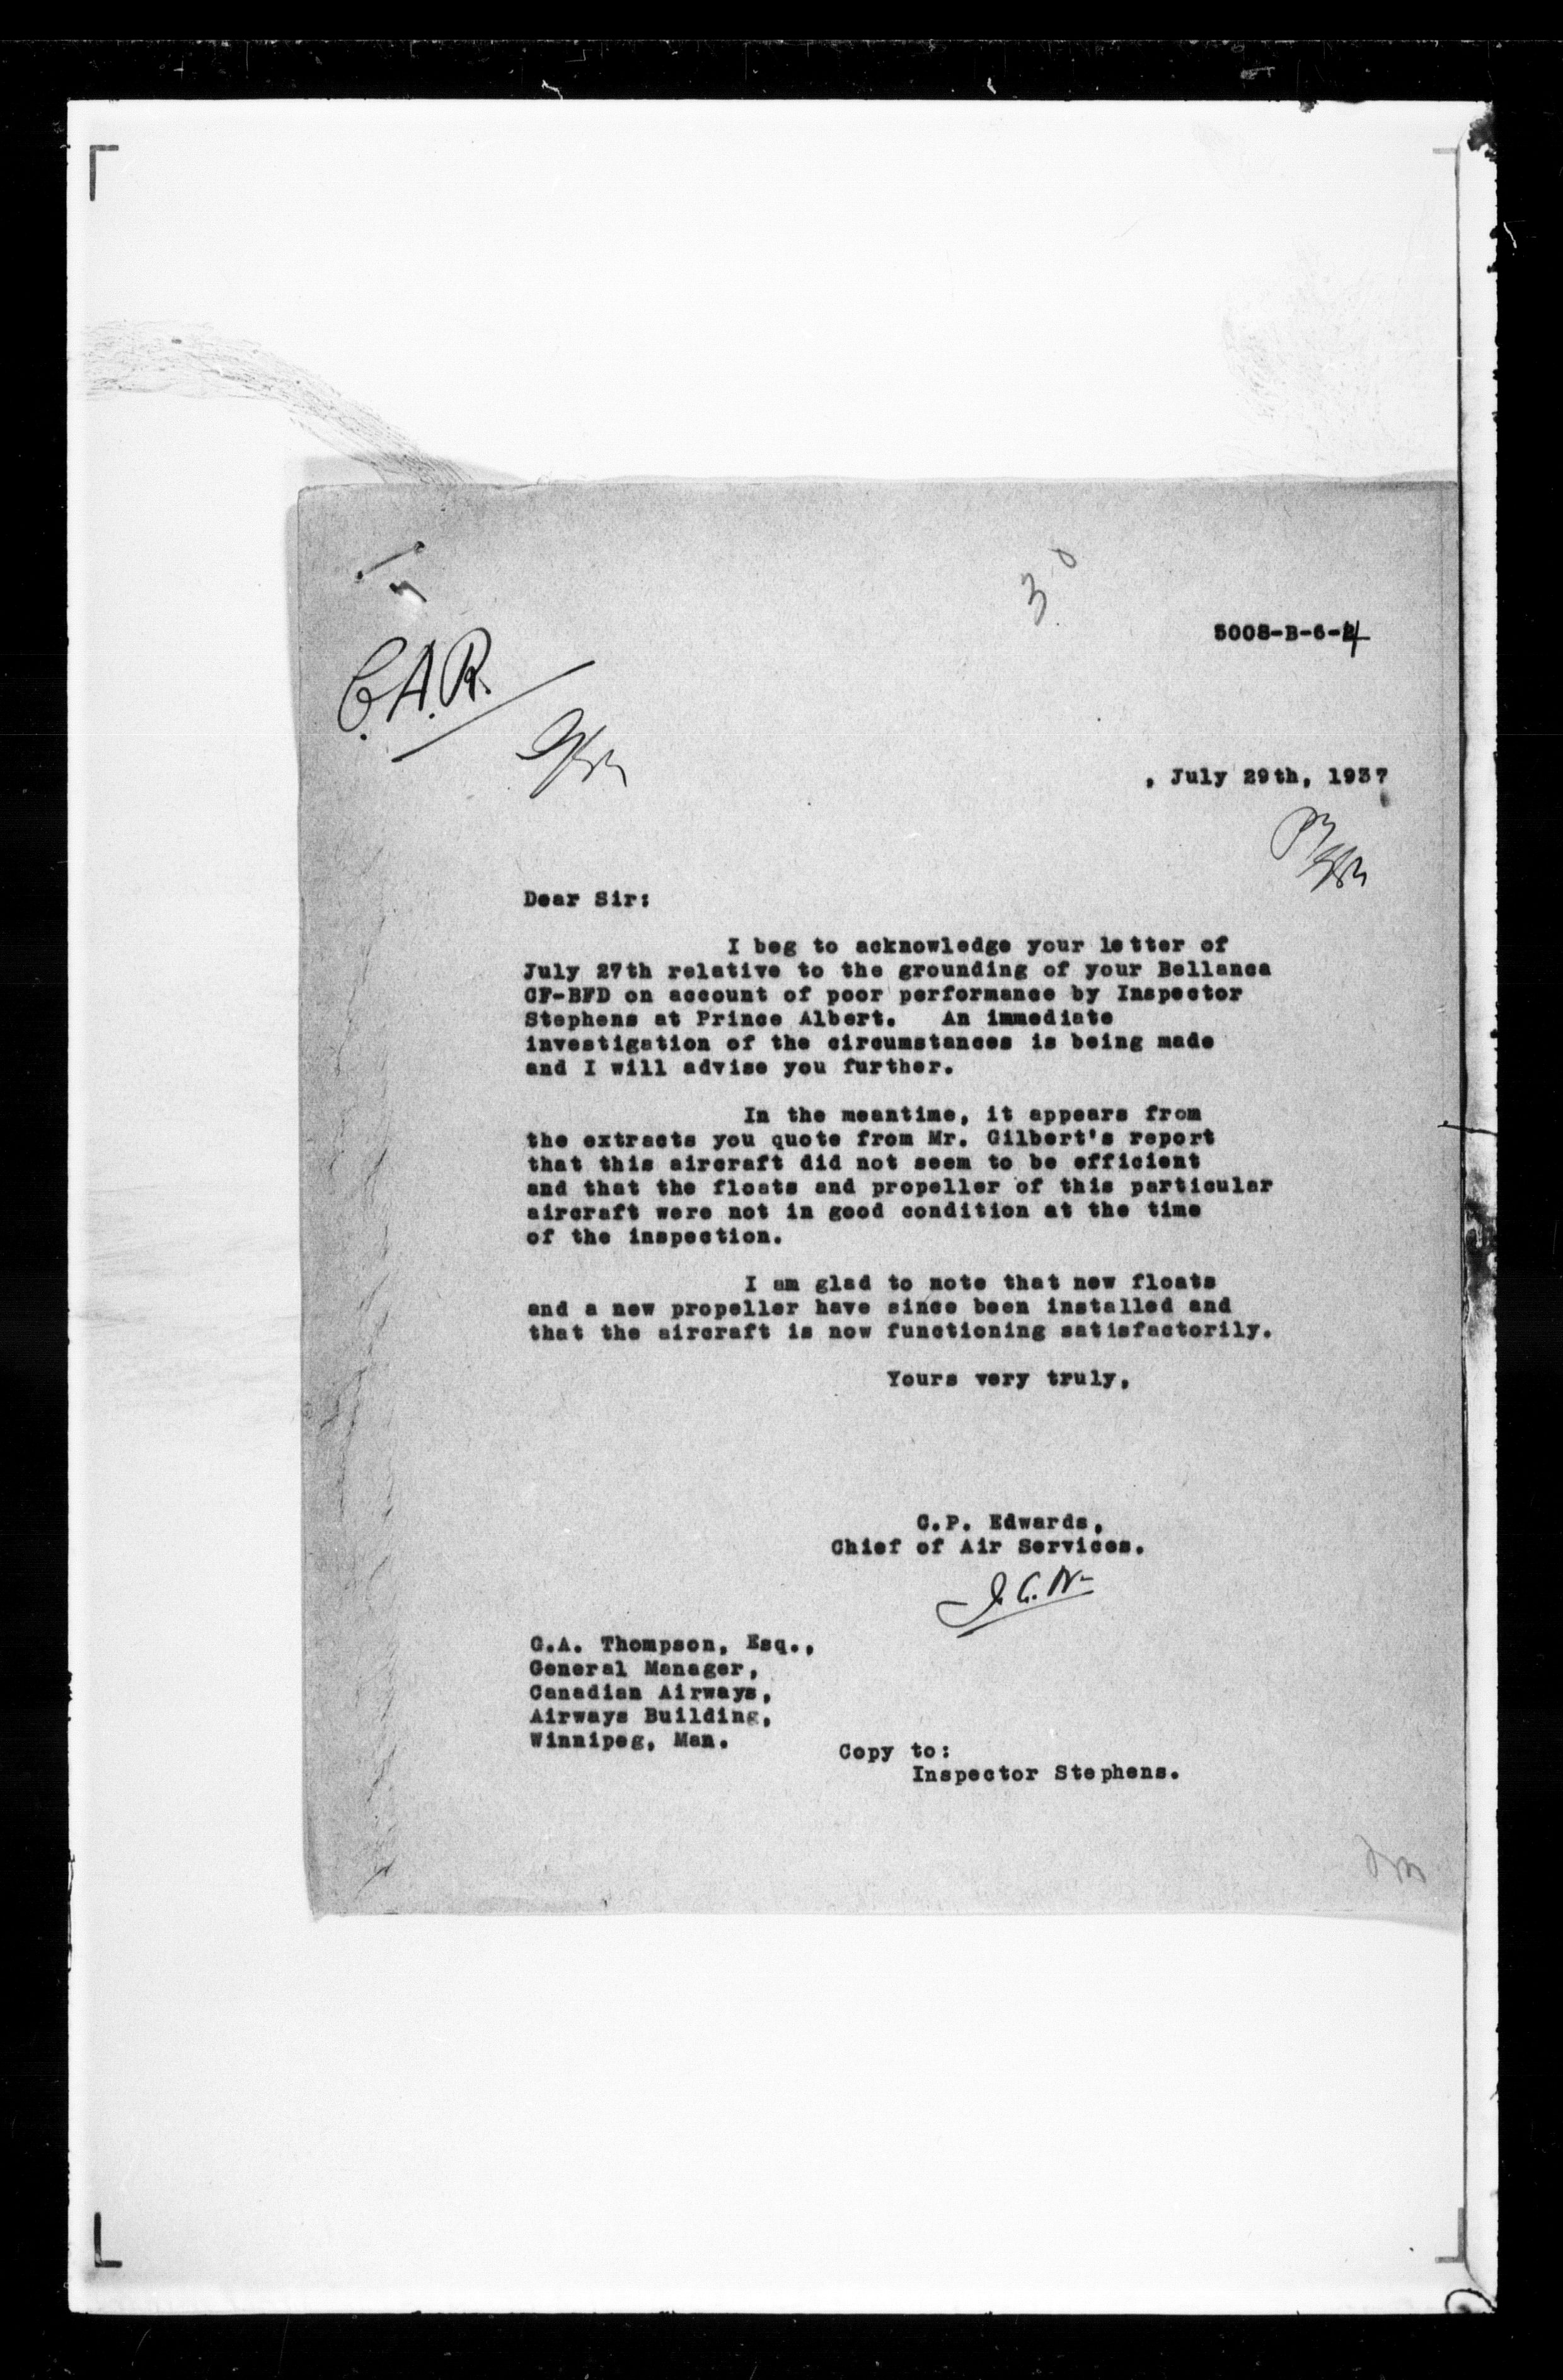 30
5008-B-6-4
C.A.R.
, July 29th, 1937
Dear Sir:
I beg to acknowledge your letter of
July 27th relative to the grounding of your Bellanca
CF-BFD on account of poor performance by Inspector
Stephens at Prince Albert. An immediate
investigation of the circumstances is being made
and I will advise you further.
In the meantime, it appears from
the extracts you quote from Mr. Gilbert's report
that this aircraft did not seem to be efficient
and that the floats and propeller of this particular
aircraft were not in good condition at the time
of the inspection.
I am glad to note that new floats
and a new propeller have since been installed and
that the aircraft is now functioning satisfactorily.
Yours very truly,
C.P. Edwards,
Chief of Air Services.
G.A. Thompson, Esq.,
General Manager,
Canadian Airways,
Airways Building,
Winnipeg, Man.
Copy to:
Inspector Stephens.